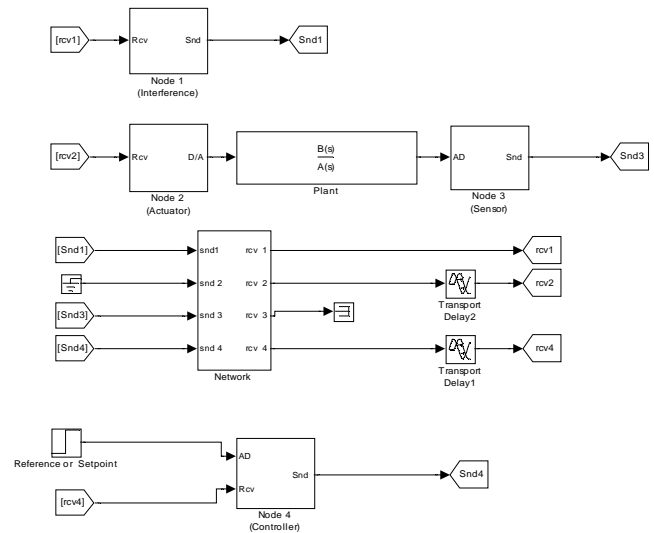 [rcv1]
Rcv
Snd
Snd1
Node 1
(Interference)
[rcv2]
Rcv
D/A
B(s)
A(s)
Plant
AD
Snd
Snd3
Node 2
(Actuator)
Node 3
(Sensor)
[Snd1]
snd1
rcv 1
rcv1
snd 2
rcv 2
rcv2
Transport
Delay2
[Snd3]
snd 3
rcv 3
[Snd4]
snd 4
rcv 4
rcv4
Transport
Delay1
Network
Reference or Setpoint
AD
Snd
Snd4
[rcv4]
Rcv
Node 4
(Controller)